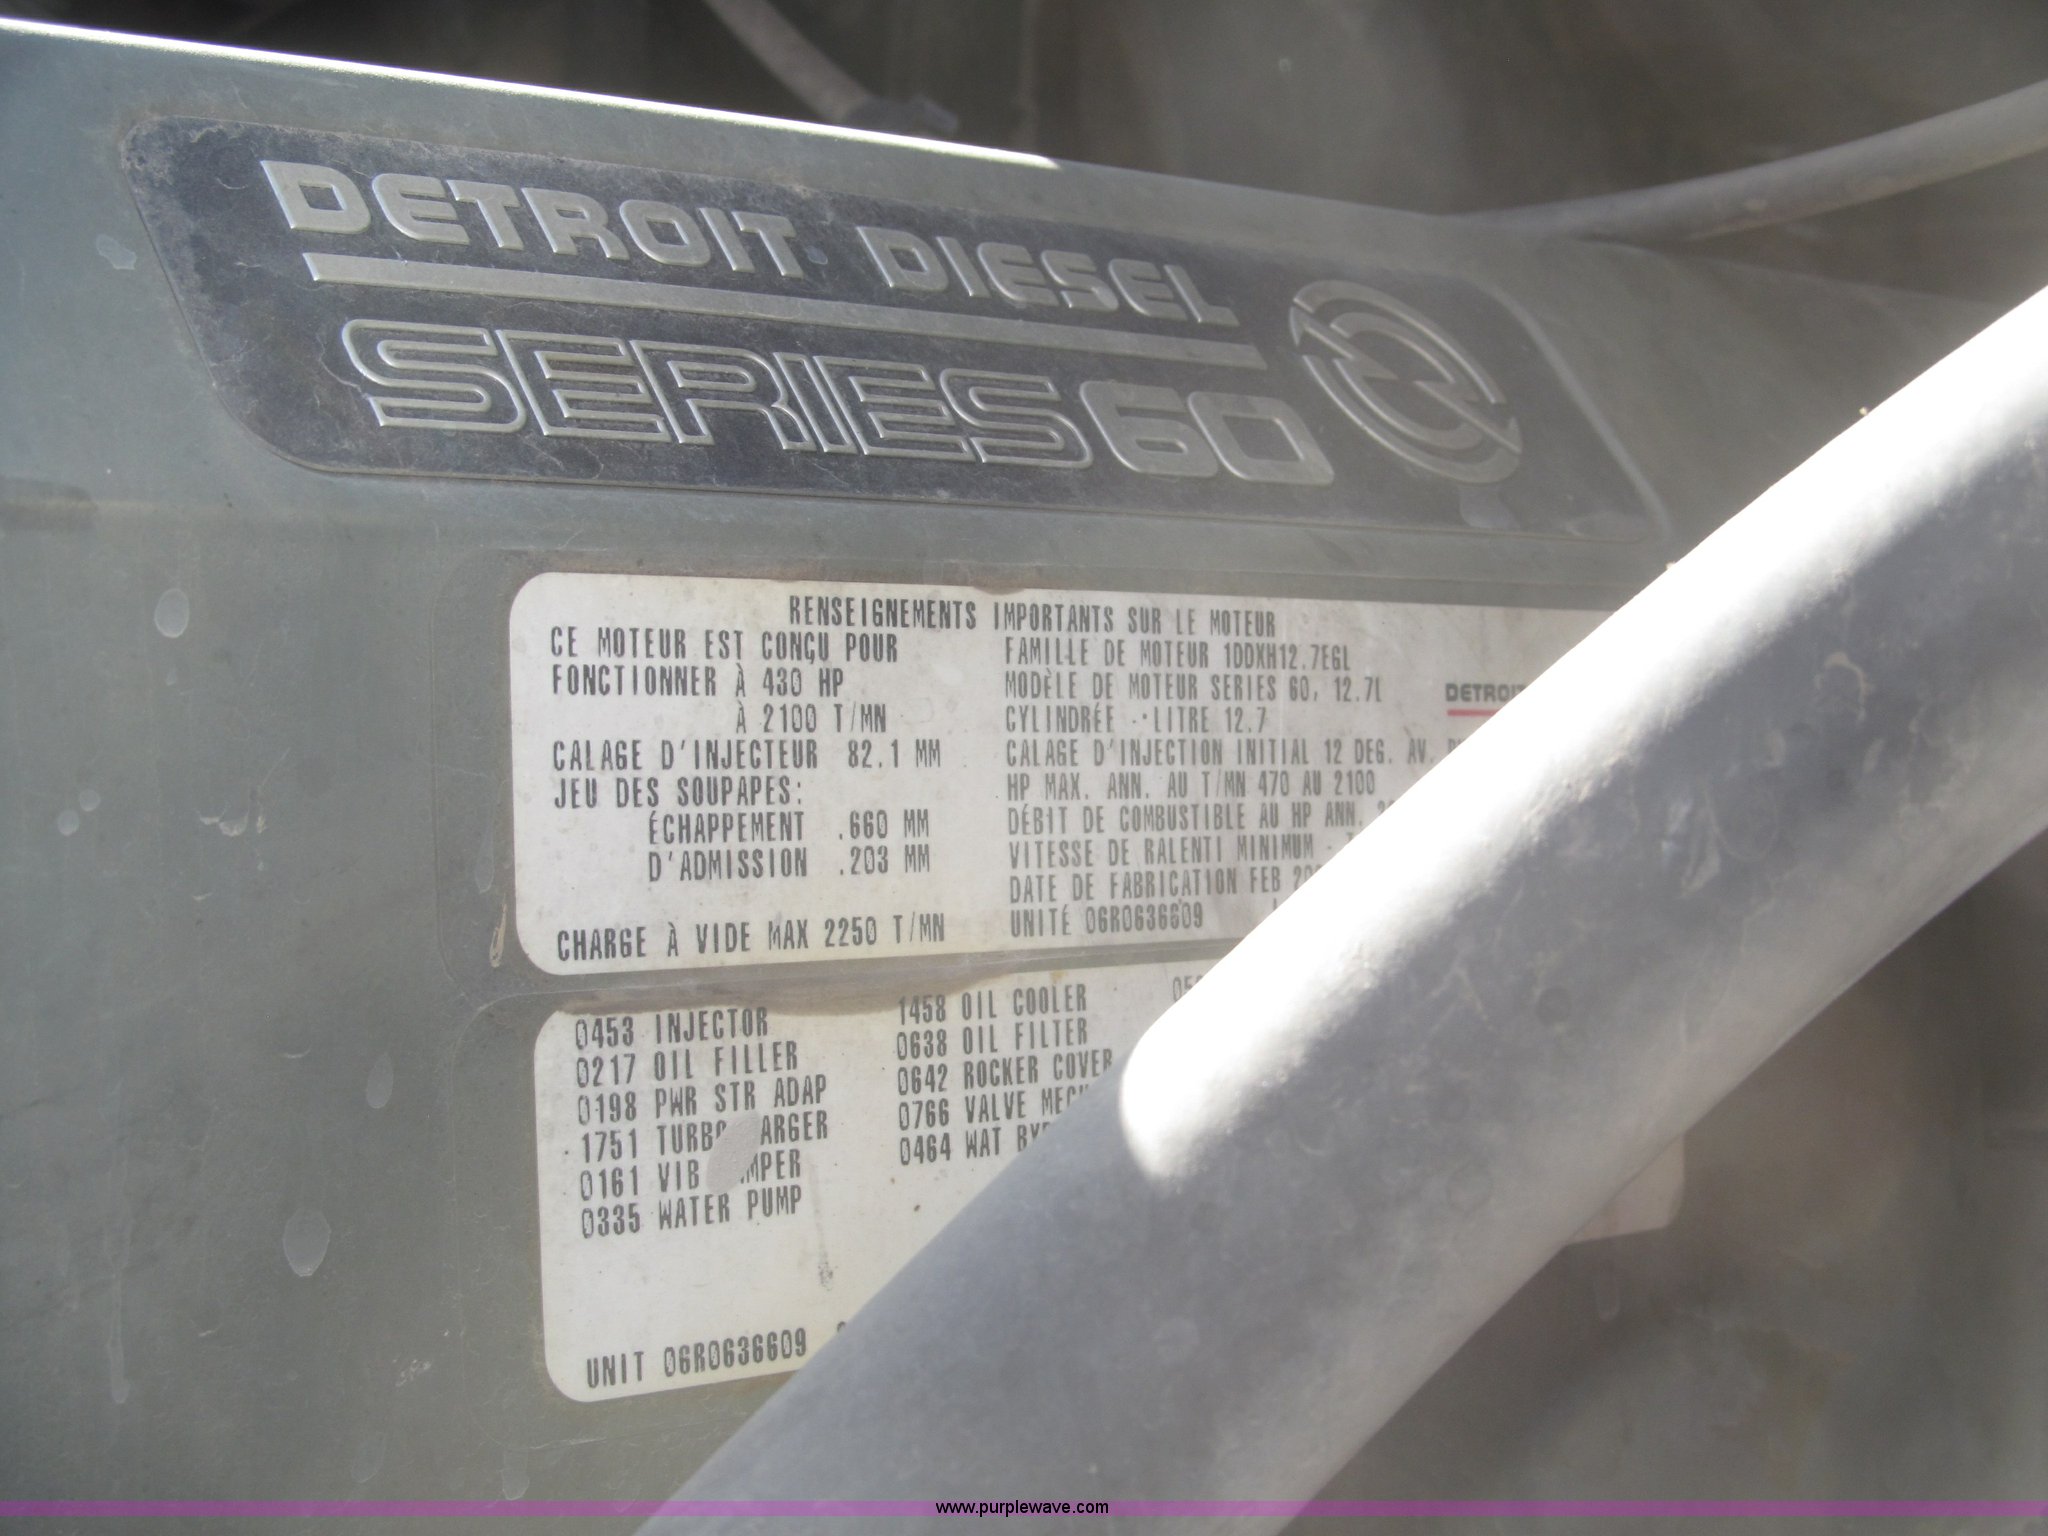 DETROIT DIESEL
SERIES 60
RENSEIGNEMENTS IMPORTANTS SUR LE MOTEUR
CE MOTEUR EST CONÇU POUR
FONCTIONNER À 430 HP
À 2100 T/MN
CALAGE D'INJECTEUR 82.1 MM
JEU DES SOUPAPES:
ÉCHAPPEMENT .660 MM
D'ADMISSION .203 MM
CHARGE À VIDE MAX 2250 T/MN
FAMILLE DE MOTEUR 1DDXH12.7EGL
MODÈLE DE MOTEUR SERIES 60, 12.7L
CYLINDRÉE -·LITRE 12.7
CALAGE D'INJECTION INITIAL 12 DEG. AV.
HP MAX. ANN. AU T/MN 470 AU 2100
DÉBIT DE COMBUSTIBLE AU HP ANN.
VITESSE DE RALENTI MINIMUM -
DATE DE FABRICATION FEB
UNITÉ 06R0636609
DETROIT
0453 INJECTOR
0217 OIL FILLER
0198 PWR STR ADAP
1751
0161 VIB
0335 WATER PUMP
1458 OIL COOLER
0638 OIL FILTER
0642 ROCKER COVER
0766 VALVE
0464 WAT
UNIT 06R0636609
www.purplewave.com